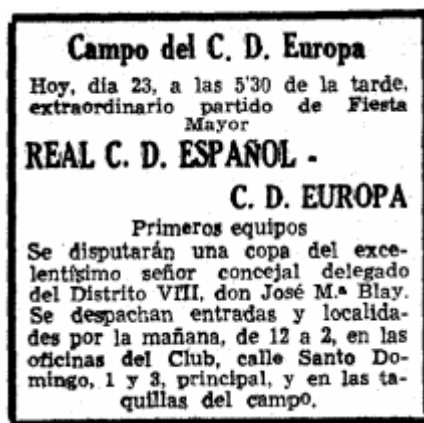 Campo del C. D. Europa
Hoy, dia 23, a las 5'30 de la tarde,
extraordinario partido de Fiesta
Mayor
REAL C. D. ESPAÑOL -
C. D. EUROPA
Primeros equipos
Se disputarán una copa del exce-
lentísimo señor concejal delegado
del Distrito VIII, don José M.ª Blay.
Se despachan entradas y localida-
des por la mañana, de 12 a 2, en las
oficinas del Club, calle Santo Do-
mingo, 1 y 3, principal, y en las ta-
quillas del campo.